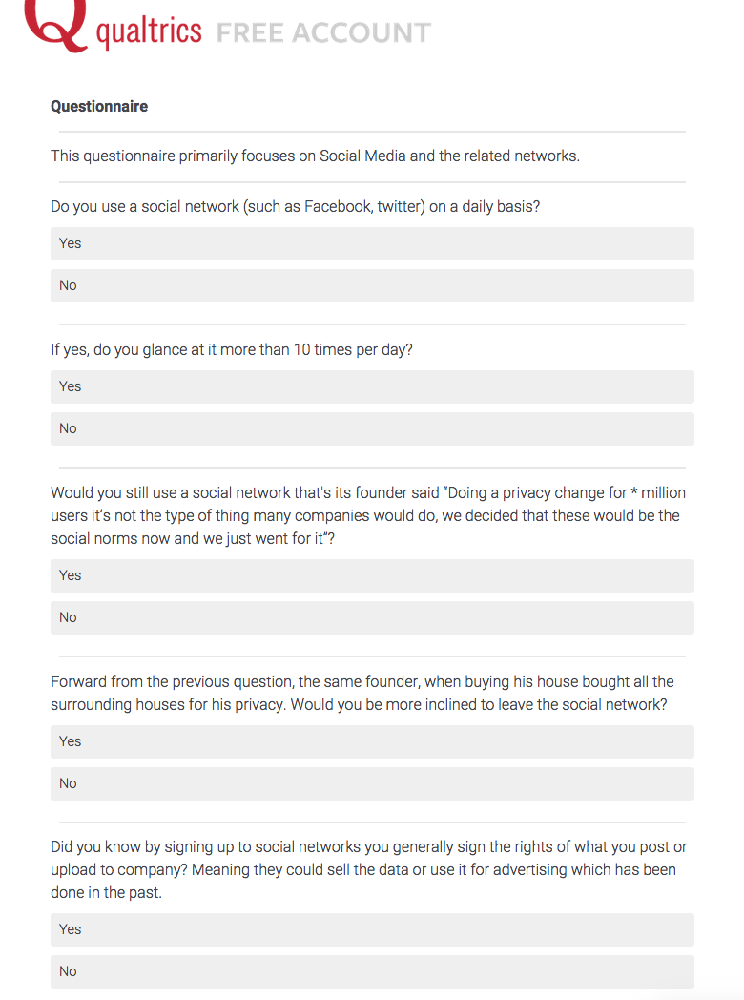 qualtrics FREE ACCOUNT
Questionnaire
This questionnaire primarily focuses on Social Media and the related networks.
Do you use a social network (such as Facebook, twitter) on a daily basis?
Yes
No
If yes, do you glance at it more than 10 times per day?
Yes
No
Would you still use a social network that's its founder said “Doing a privacy change for * million
users it’s not the type of thing many companies would do, we decided that these would be the
social norms now and we just went for it”?
Yes
No
Forward from the previous question, the same founder, when buying his house bought all the
surrounding houses for his privacy. Would you be more inclined to leave the social network?
Yes
No
Did you know by signing up to social networks you generally sign the rights of what you post or
upload to company? Meaning they could sell the data or use it for advertising which has been
done in the past.
Yes
No